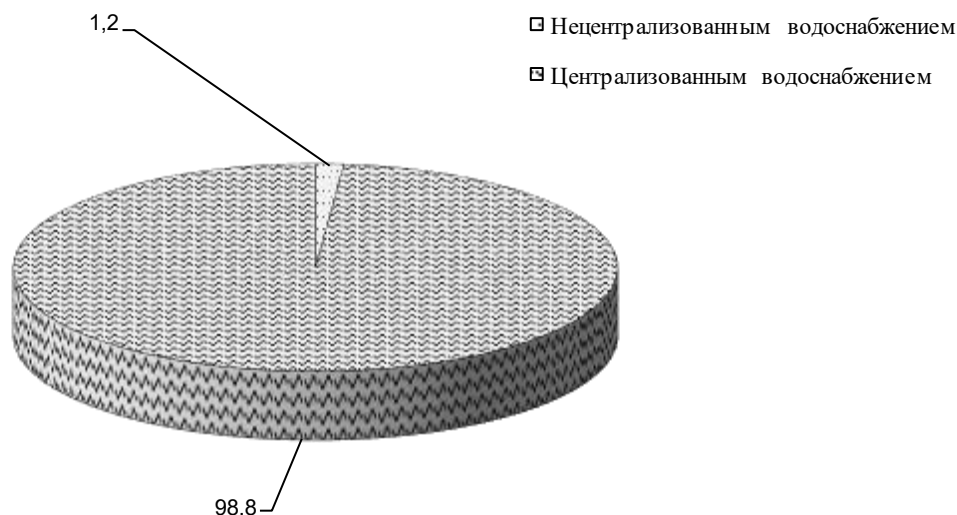 1,2
Нецентрализованным водоснабжением
Централизованным водоснабжением
98,8